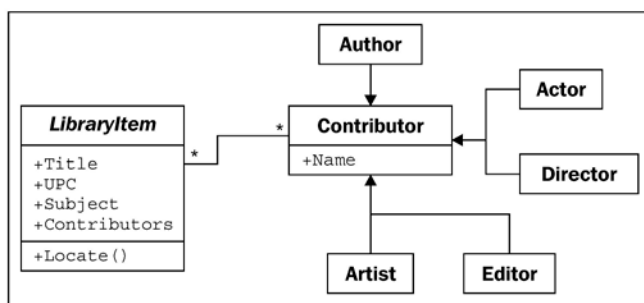 Author
Actor
LibraryItem
+Title
+UPC
+Subject
+Contributors
+Locate()
*
*
Contributor
+Name
Director
Artist
Editor